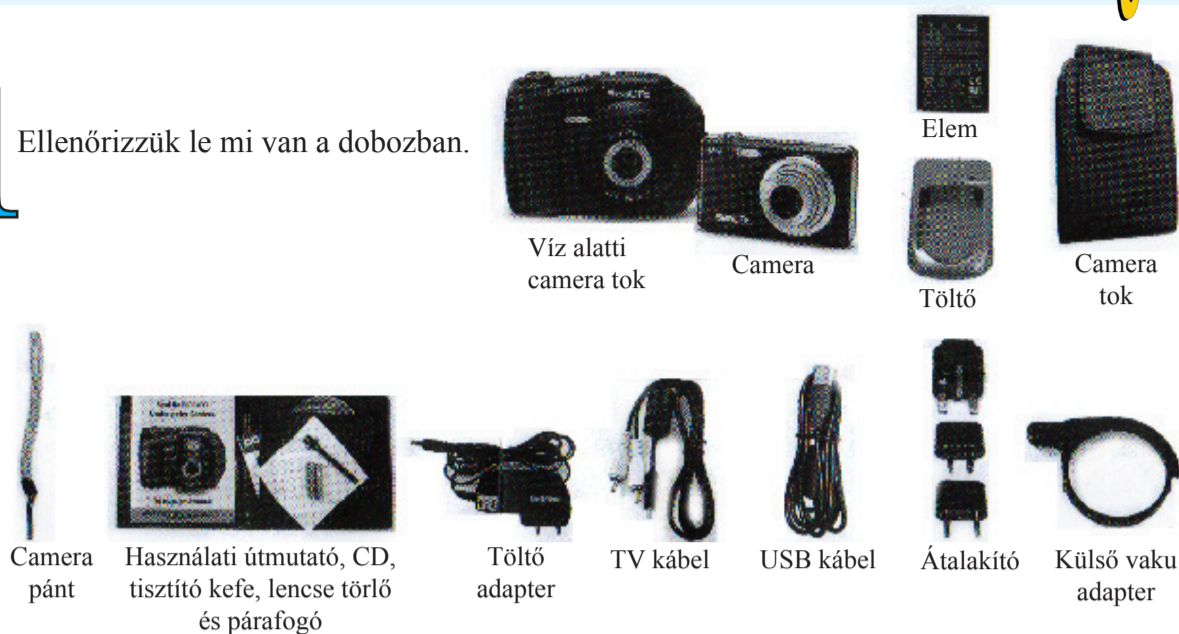 Ellenőrizzük le mi van a dobozban.
Víz alatti
camera tok
Camera
Elem
Töltő
Camera
tok
Camera
pánt
Használati útmutató, CD,
tisztító kefe, lencse törlő
és párafogó
Töltő
adapter
TV kábel
USB kábel
Átalakító
Külső vaku
adapter